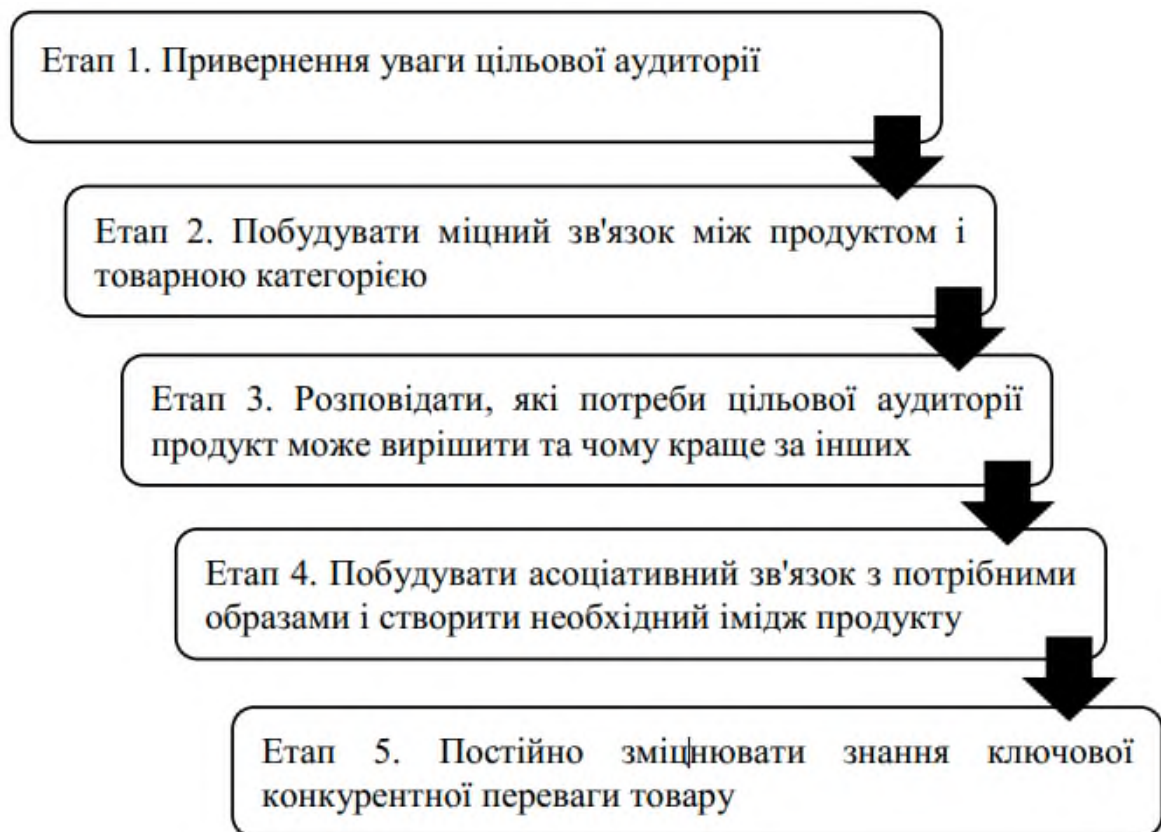 Етап 1. Привернення уваги цільової аудиторії
Етап 2. Побудувати міцний зв'язок між продуктом і
товарною категорією
Етап 3. Розповідати, які потреби цільової аудиторії
продукт може вирішити та чому краще за інших
Етап 4. Побудувати асоціативний зв'язок з потрібними
образами і створити необхідний імідж продукту
Етап 5. Постійно зміцнювати знання ключової
конкурентної переваги товару